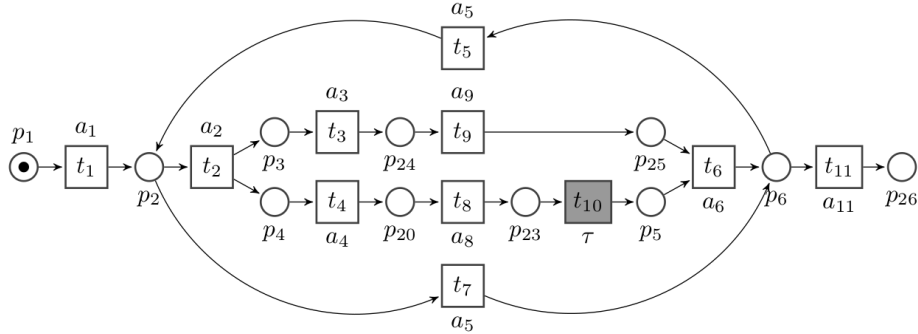 a5
t5
a3 a9
a1 a2
p1 t1 p2 t2 p3 t3 p24 t9 p25 t6 p6 t11 p26
p4 t4 p20 t8 p23 t10 p5 a6 a11
a4 a8 τ
t7
a5